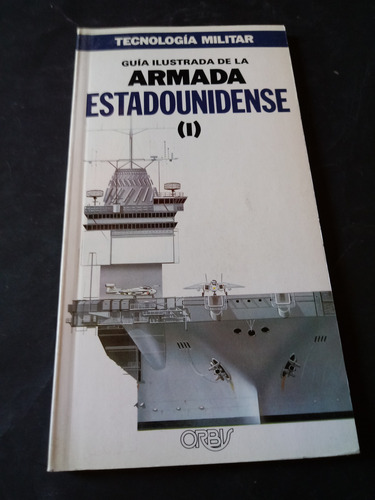 TECNOLOGÍA MILITAR
GUÍA ILUSTRADA DE LA
ARMADA
ESTADOUNIDENSE
(I)
ORBIS